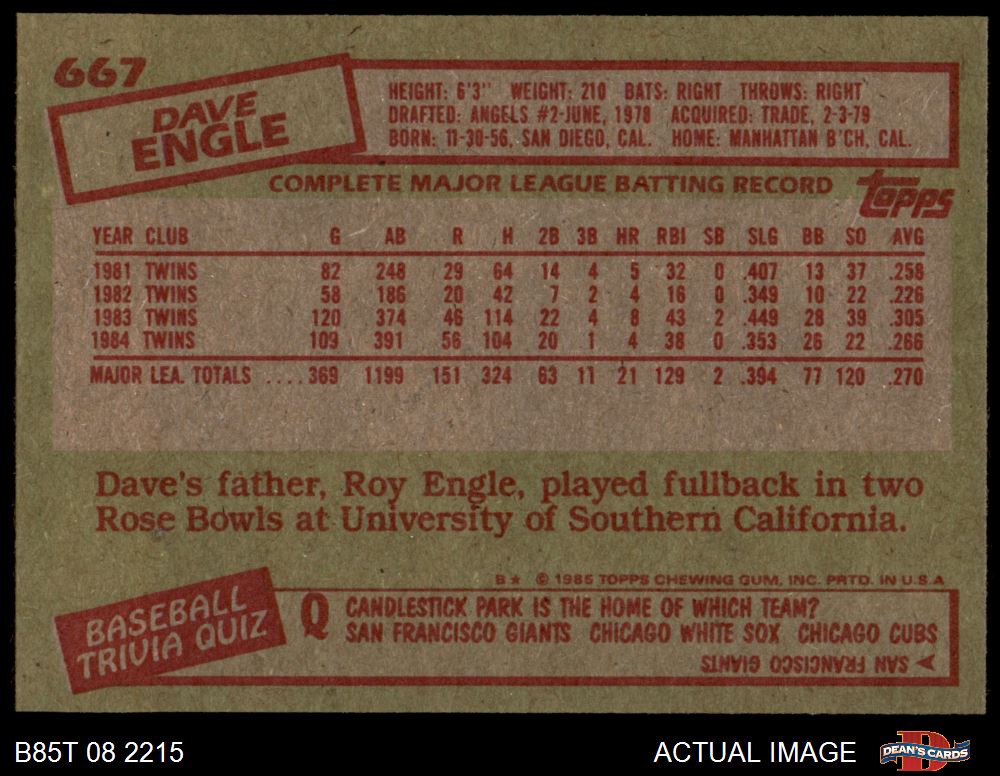 667
DAVE
ENGLE
HEIGHT: 6'3" WEIGHT: 210 BATS: RIGHT THROWS: RIGHT
DRAFTED: ANGELS #2-JUNE, 1978 ACQUIRED: TRADE, 2-3-79
BORN: 11-30-56, SAN DIEGO, CAL. HOME: MANHATTAN B'CH, CAL.
COMPLETE MAJOR LEAGUE BATTING RECORD
topps
YEAR CLUB G AB R H 2B 3B HR RBI SB SLG BB SO AVG
1981 TWINS 82 248 29 64 14 4 5 32 0 .407 13 37 .258
1982 TWINS 58 186 20 42 7 2 4 16 0 .349 10 22 .226
1983 TWINS 120 374 46 114 22 4 8 43 2 .449 28 39 .305
1984 TWINS 109 391 56 104 20 1 4 38 0 .353 26 22 .266
MAJOR LEA. TOTALS ....369 1199 151 324 63 11 21 129 2 .394 77 120 .270
Dave's father, Roy Engle, played fullback in two
Rose Bowls at University of Southern California.
B* © 1985 TOPPS CHEWING GUM, INC. PRTD. IN U.S.A
BASEBALL
TRIVIA QUIZ
Q CANDLESTICK PARK IS THE HOME OF WHICH TEAM?
SAN FRANCISCO GIANTS CHICAGO WHITE SOX CHICAGO CUBS
A SAN FRANCISCO GIANTS
B85T 08 2215
ACTUAL IMAGE
D
DEAN'S CARDS